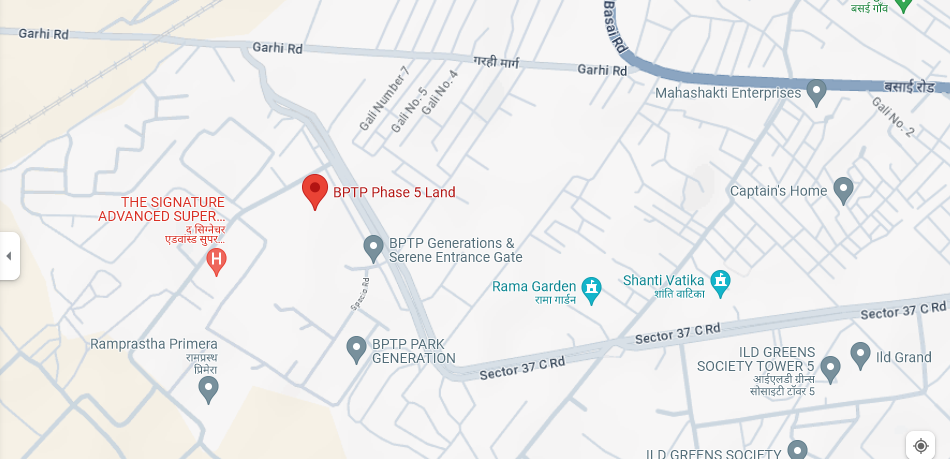 बसई गाँव
Basai Rd
Garhi Rd
Garhi Rd
गरही मार्ग
Garhi Rd
Gali Number 7
Gali No. 5
Gali No. 4
बसाई रोड
Mahashakti Enterprises
Gali No. 2
Captain's Home
BPTP Phase 5 Land
THE SIGNATURE
ADVANCED SUPER...
द सिग्नेचर
एडवांस्ड सुपर...
H
BPTP Generations &
Serene Entrance Gate
Spacio Rd
Rama Garden
रामा गार्डन
Shanti Vatika
शांति वाटिका
Sector 37 C Rd
Sector 37 C Rd
Sector 37 C Rd
Ramprastha Primera
रामप्रस्थ
प्रिमेरा
BPTP PARK
GENERATION
ILD GREENS
SOCIETY TOWER 5
आईएलडी ग्रीन्स
सोसाइटी टॉवर 5
Ild Grand
ILD GREENS SOCIETY